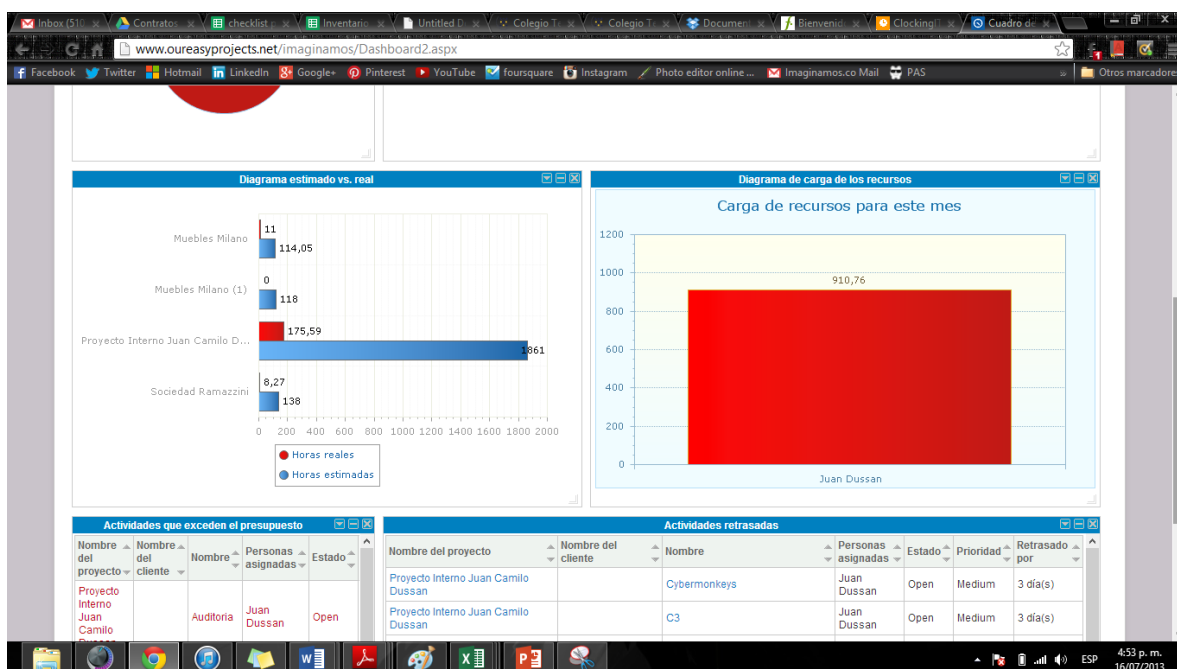 Inbox (510
Contratos
checklist p
Inventario
Untitled D
Colegio Tr
Colegio Tr
Document
Bienvenid
Clocking
Cuadro de
www.oureasyprojects.net/imaginamos/Dashboard2.aspx
Facebook Twitter Hotmail LinkedIn Google+ Pinterest YouTube foursquare Instagram Photo editor online ... Imaginamos.co Mail PAS » Otros marcadores
Diagrama estimado vs. real
Muebles Milano
11
114,05
Muebles Milano (1)
0
118
Proyecto Interno Juan Camilo D...
175,59
1861
Sociedad Ramazzini
8,27
138
0 200 400 600 800 1000 1200 1400 1600 1800 2000
Horas reales
Horas estimadas
Diagrama de carga de los recursos
Carga de recursos para este mes
1200
1000
800
600
400
200
0
910,76
Juan Dussan
Actividades que exceden el presupuesto
Nombre del proyecto
Nombre del cliente
Nombre
Personas asignadas
Estado
Proyecto
Interno
Juan
Camilo
Dussan
Auditoria
Juan
Dussan
Open
Actividades retrasadas
Nombre del proyecto
Nombre del cliente
Nombre
Personas asignadas
Estado
Prioridad
Retrasado por
Proyecto Interno Juan Camilo
Dussan
Cybermonkeys
Juan
Dussan
Open
Medium
3 día(s)
Proyecto Interno Juan Camilo
Dussan
C3
Juan
Dussan
Open
Medium
3 día(s)
ESP
4:53 p. m.
16/07/2013